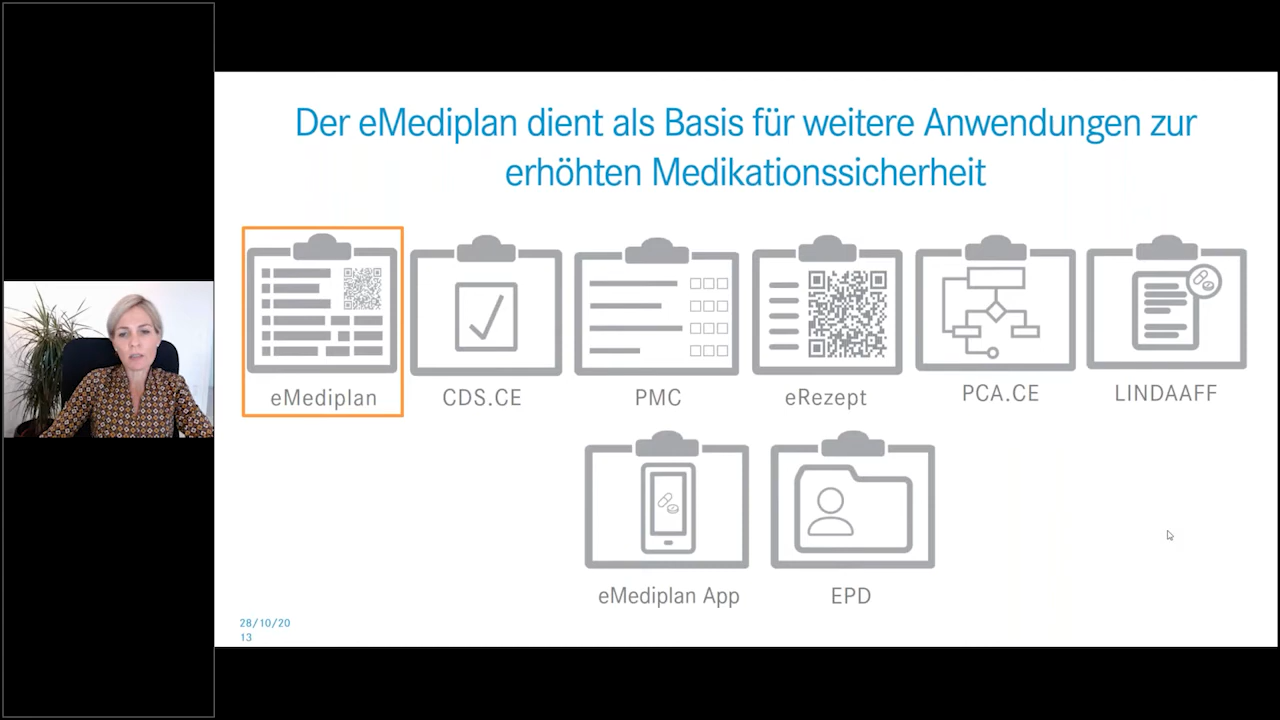 Der eMediplan dient als Basis für weitere Anwendungen zur
erhöhten Medikationssicherheit
eMediplan
CDS.CE
PMC
eRezept
PCA.CE
LINDAAFF
eMediplan App
EPD
28/10/20
13